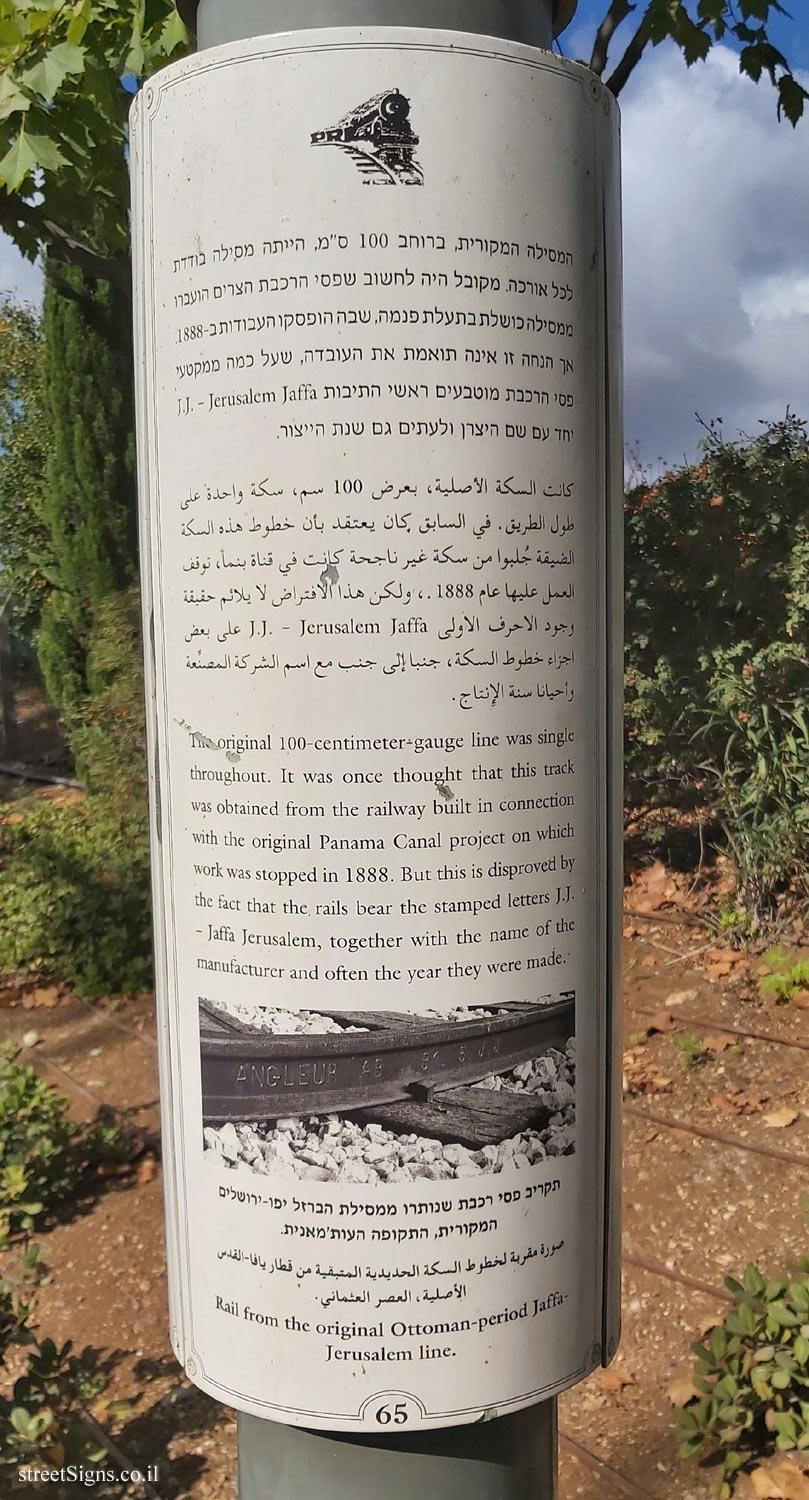 המסילה המקורית, ברוחב 100 ס"מ, הייתה מסילה בודדת
לכל אורכה. מקובל היה לחשוב שפסי הרכבת הצרים הועברו
ממסילה כושלת בתעלת פנמה, שבה הופסקו העבודות ב-1888.
אך הנחה זו אינה תואמת את העובדה, שעל כמה ממקטעי
פסי הרכבת מוטבעים ראשי התיבות J.J. - Jerusalem Jaffa
יחד עם שם היצרן ולעתים גם שנת הייצור.
كانت السكة الأصلية، بعرض 100 سم، سكة واحدة على
طول الطريق. في السابق كان يعتقد بأن خطوط هذه السكة
الضيقة جُلبوا من سكة غير ناجحة كانت في قناة بنما، توقف
العمل عليها عام 1888 .، ولكن هذا الافتراض لا يلائم حقيقة
وجود الاحرف الاولى J.J. - Jerusalem Jaffa على بعض
اجزاء خطوط السكة، جنبا إلى جنب مع اسم الشركة المصنِّعة
وأحيانا سنة الإنتاج .
The original 100-centimeter-gauge line was single
throughout. It was once thought that this track
was obtained from the railway built in connection
with the original Panama Canal project on which
work was stopped in 1888. But this is disproved by
the fact that the rails bear the stamped letters J.J.
- Jaffa Jerusalem, together with the name of the
manufacturer and often the year they were made.
ANGLEUR AB
תקריב פסי רכבת שנותרו ממסילת הברזל יפו-ירושלים
המקורית, התקופה העות'מאנית.
صورة مقربة لخطوط السكة الحديدية المتبقية من قطار يافا-القدس
الأصلية، العصر العثماني.
Rail from the original Ottoman-period Jaffa-
Jerusalem line.
65
streetSigns.co.il